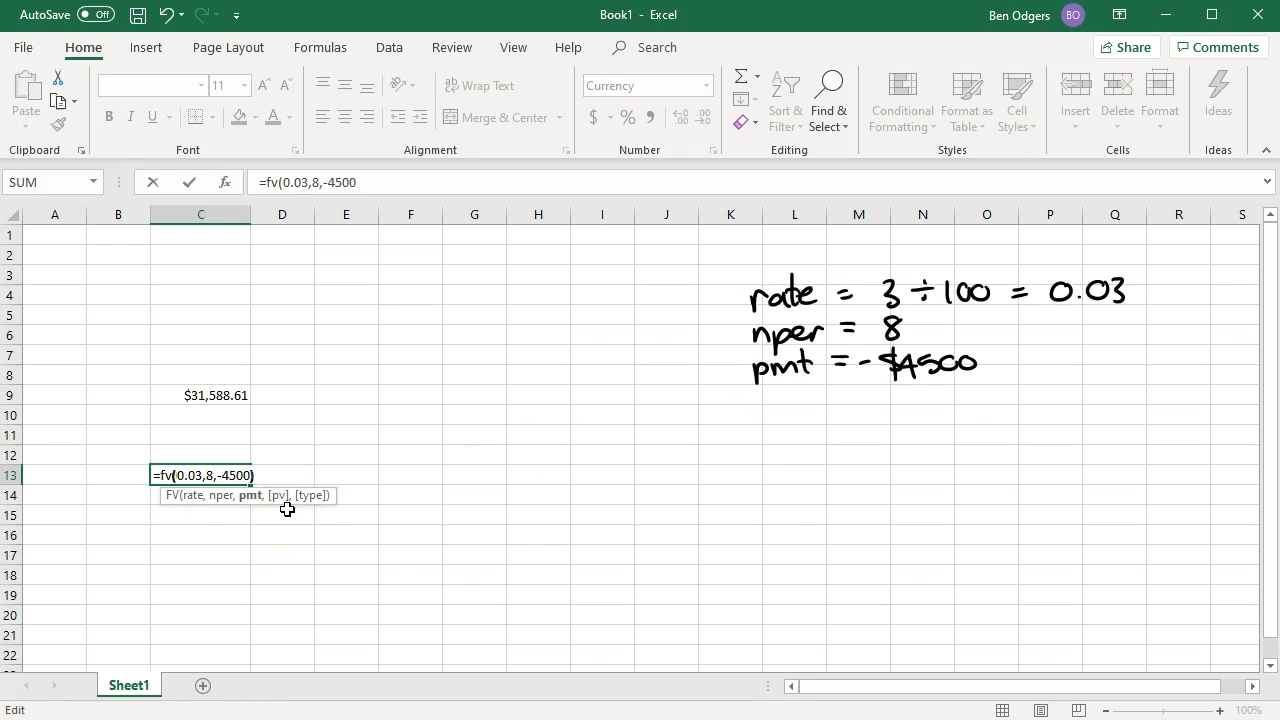 AutoSave Off Book1 - Excel Ben Odgers BO
File Home Insert Page Layout Formulas Data Review View Help Search Share Comments
Paste
Clipboard
11 A A
B I U A
Font
ab Wrap Text
Merge & Center
Alignment
Currency
$ % , .00
Number
Σ Sort & Filter Find & Select
Editing
Conditional Formatting Format as Table Cell Styles
Styles
Insert Delete Format
Cells
Ideas
Ideas
SUM fx =fv(0.03,8,-4500
A B C D E F G H I J K L M N O P Q R S
1
2
3
4
5
6
7
8
9 $31,588.61
10
11
12
13 =fv(0.03,8,-4500)
FV(rate, nper, pmt, [pv], [type])
14
15
16
17
18
19
20
21
22
rate = 3 ÷ 100 = 0.03
nper = 8
pmt = - $4500
Sheet1
Edit 100%